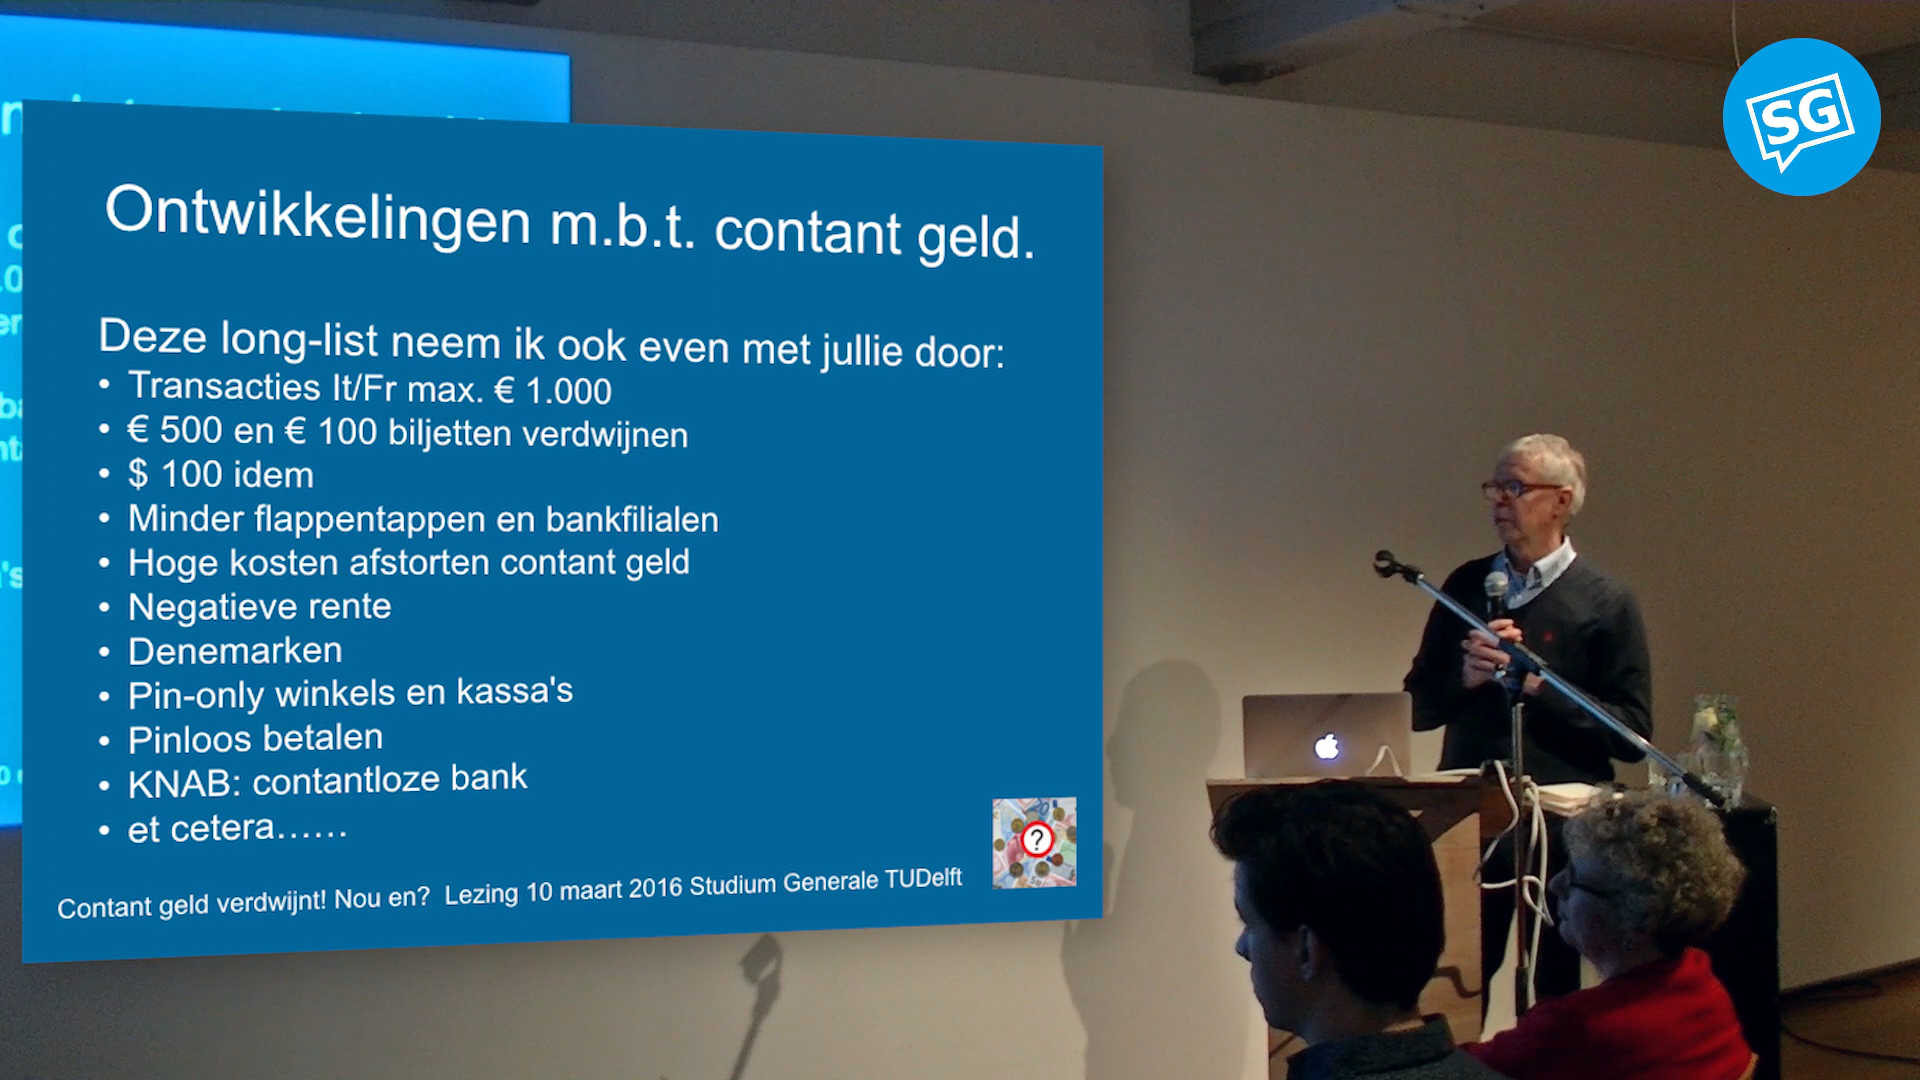 SG
Ontwikkelingen m.b.t. contant geld.
Deze long-list neem ik ook even met jullie door:
• Transacties It/Fr max. € 1.000
• € 500 en € 100 biljetten verdwijnen
• $ 100 idem
• Minder flappentappen en bankfilialen
• Hoge kosten afstorten contant geld
• Negatieve rente
• Denemarken
• Pin-only winkels en kassa's
• Pinloos betalen
• KNAB: contantloze bank
• et cetera......
?
Contant geld verdwijnt! Nou en? Lezing 10 maart 2016 Studium Generale TUDelft